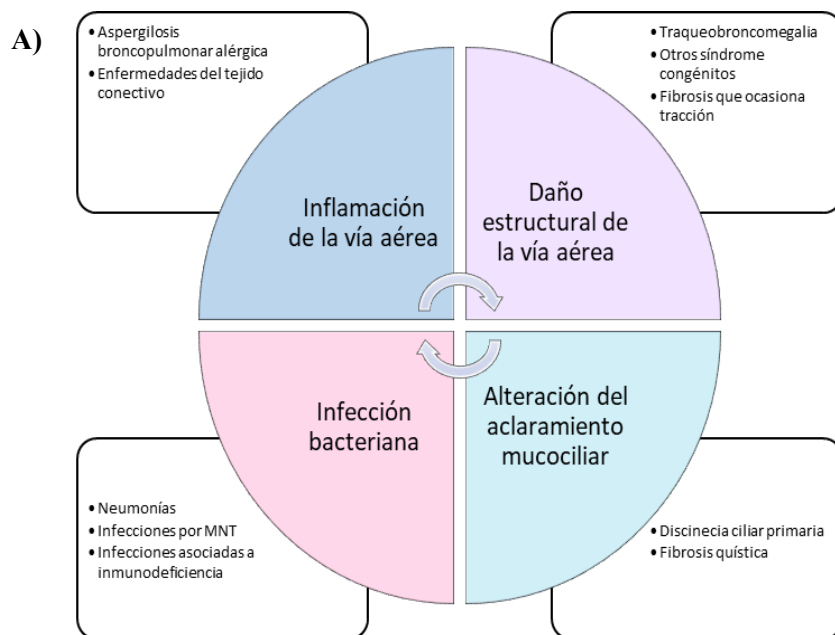 A)
• Aspergilosis
broncopulmonar alérgica
• Enfermedades del tejido
conectivo
• Traqueobroncomegalia
• Otros síndrome
congénitos
• Fibrosis que ocasiona
tracción
Inflamación
de la vía aérea
Daño
estructural de
la vía aérea
Infección
bacteriana
Alteración del
aclaramiento
mucociliar
• Neumonías
• Infecciones por MNT
• Infecciones asociadas a
inmunodeficiencia
• Discinecia ciliar primaria
• Fibrosis quística